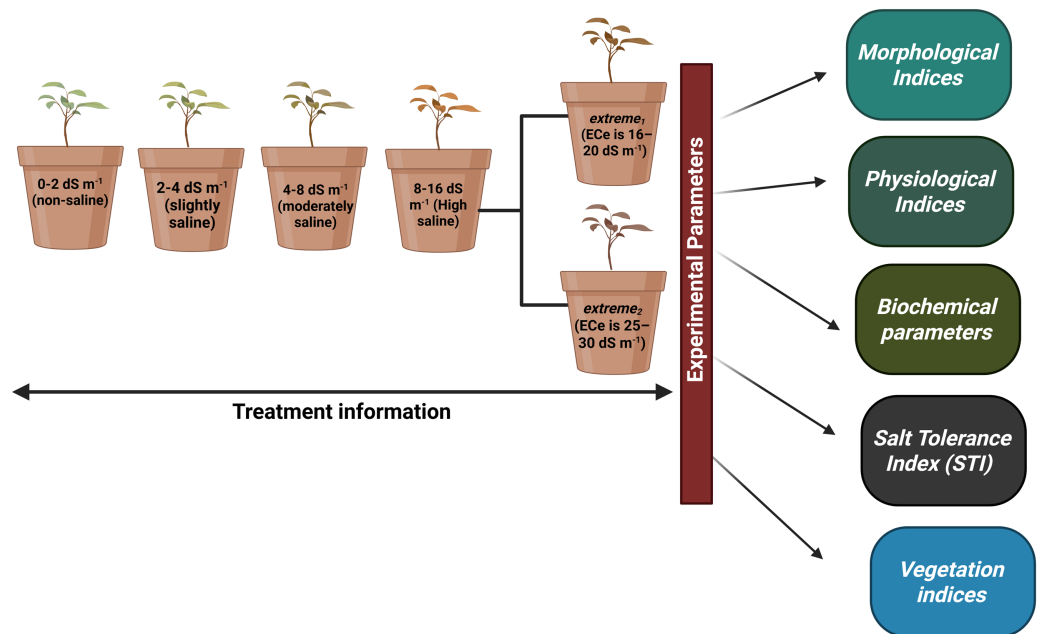 0-2 dS m⁻¹
(non-saline)
2-4 dS m⁻¹
(slightly
saline)
4-8 dS m⁻¹
(moderately
saline)
8-16 dS
m⁻¹ (High
saline)
extreme₁
(ECe is 16–
20 dS m⁻¹)
extreme₂
(ECe is 25–
30 dS m⁻¹)
Treatment information
Experimental Parameters
Morphological
Indices
Physiological
Indices
Biochemical
parameters
Salt Tolerance
Index (STI)
Vegetation
indices